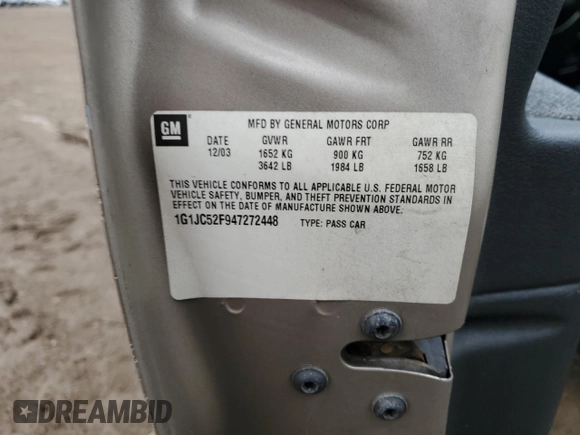 GM
MFD BY GENERAL MOTORS CORP
DATE GVWR GAWR FRT GAWR RR
12/03 1652 KG 900 KG 752 KG
3642 LB 1984 LB 1658 LB
THIS VEHICLE CONFORMS TO ALL APPLICABLE U.S. FEDERAL MOTOR
VEHICLE SAFETY, BUMPER, AND THEFT PREVENTION STANDARDS IN
EFFECT ON THE DATE OF MANUFACTURE SHOWN ABOVE.
1G1JC52F947272448 TYPE: PASS CAR
DREAMBID